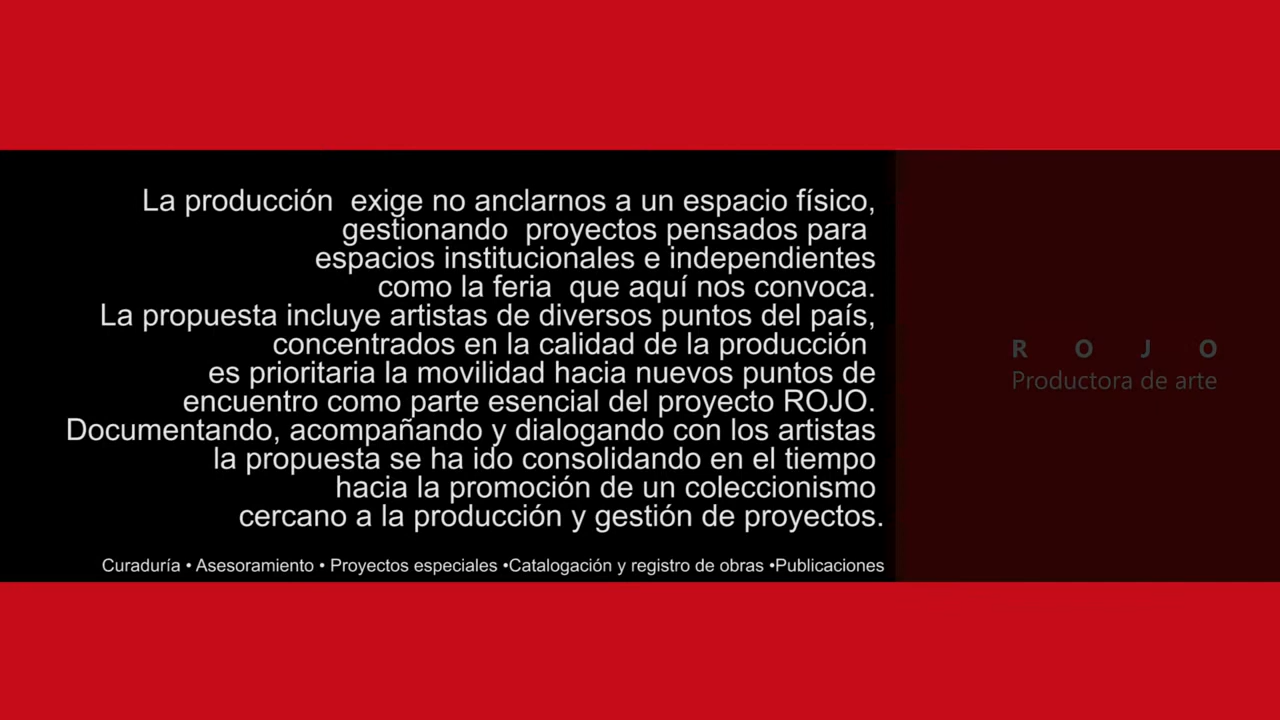 La producción  exige no anclarnos a un espacio físico,
gestionando  proyectos pensados para
espacios institucionales e independientes
como la feria  que aquí nos convoca.
La propuesta incluye artistas de diversos puntos del país,
concentrados en la calidad de la producción
es prioritaria la movilidad hacia nuevos puntos de
encuentro como parte esencial del proyecto ROJO.
Documentando, acompañando y dialogando con los artistas
la propuesta se ha ido consolidando en el tiempo
hacia la promoción de un coleccionismo
cercano a la producción y gestión de proyectos.
Curaduría • Asesoramiento • Proyectos especiales •Catalogación y registro de obras •Publicaciones
R O J O
Productora de arte